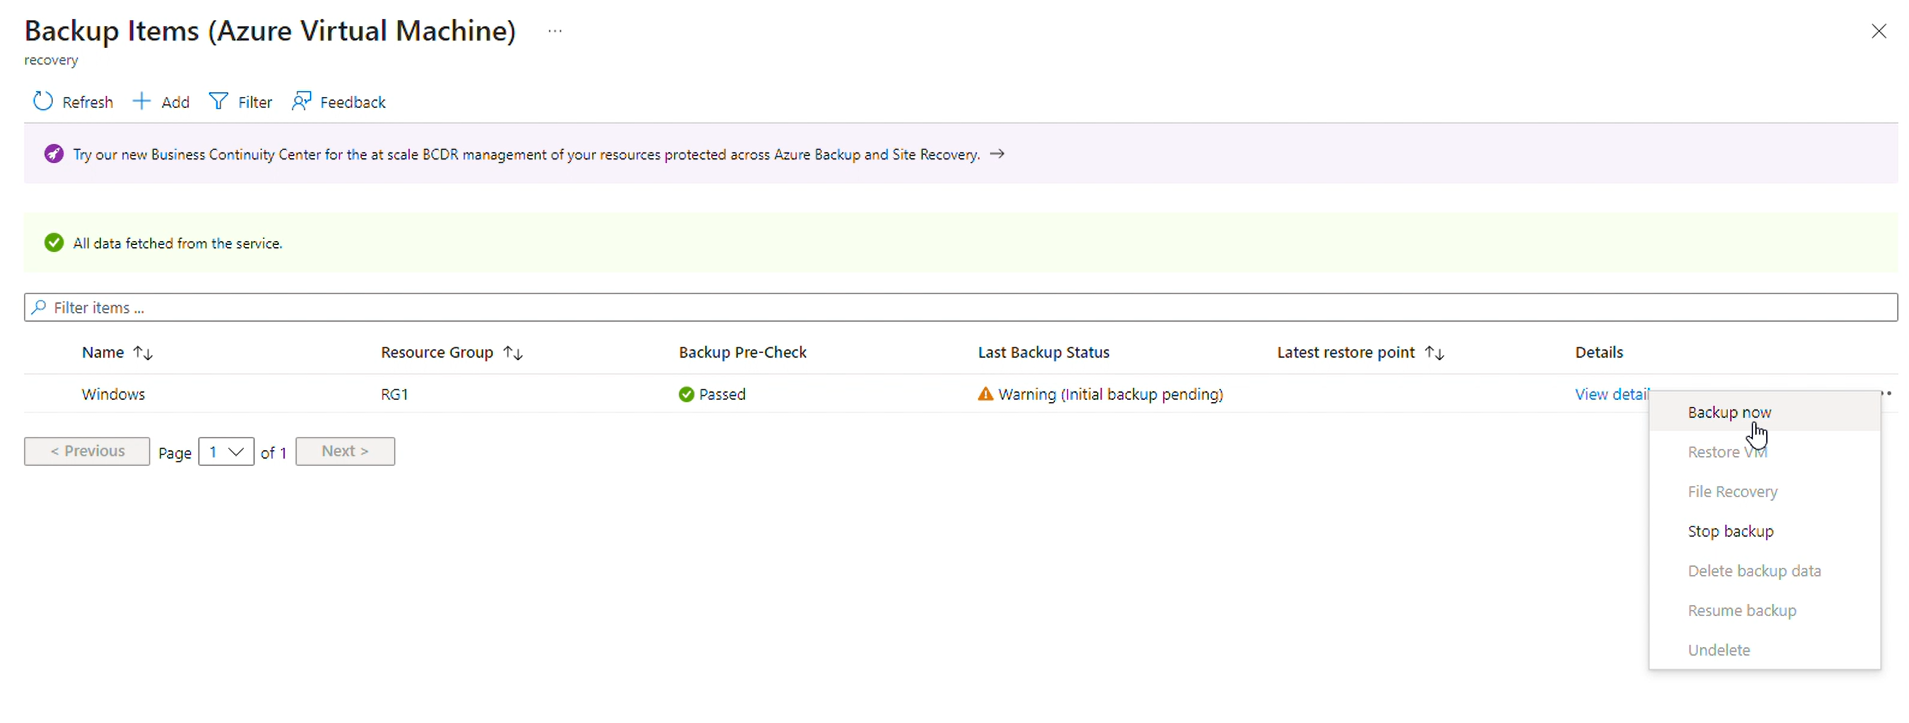 Backup Items (Azure Virtual Machine) ...
recovery
Refresh Add Filter Feedback
Try our new Business Continuity Center for the at scale BCDR management of your resources protected across Azure Backup and Site Recovery. →
All data fetched from the service.
Filter items ...
Name ↑↓ Resource Group ↑↓ Backup Pre-Check Last Backup Status Latest restore point ↑↓ Details
Windows RG1 Passed Warning (Initial backup pending) View detail
Backup now
Restore VM
File Recovery
Stop backup
Delete backup data
Resume backup
Undelete
< Previous Page 1 of 1 Next >